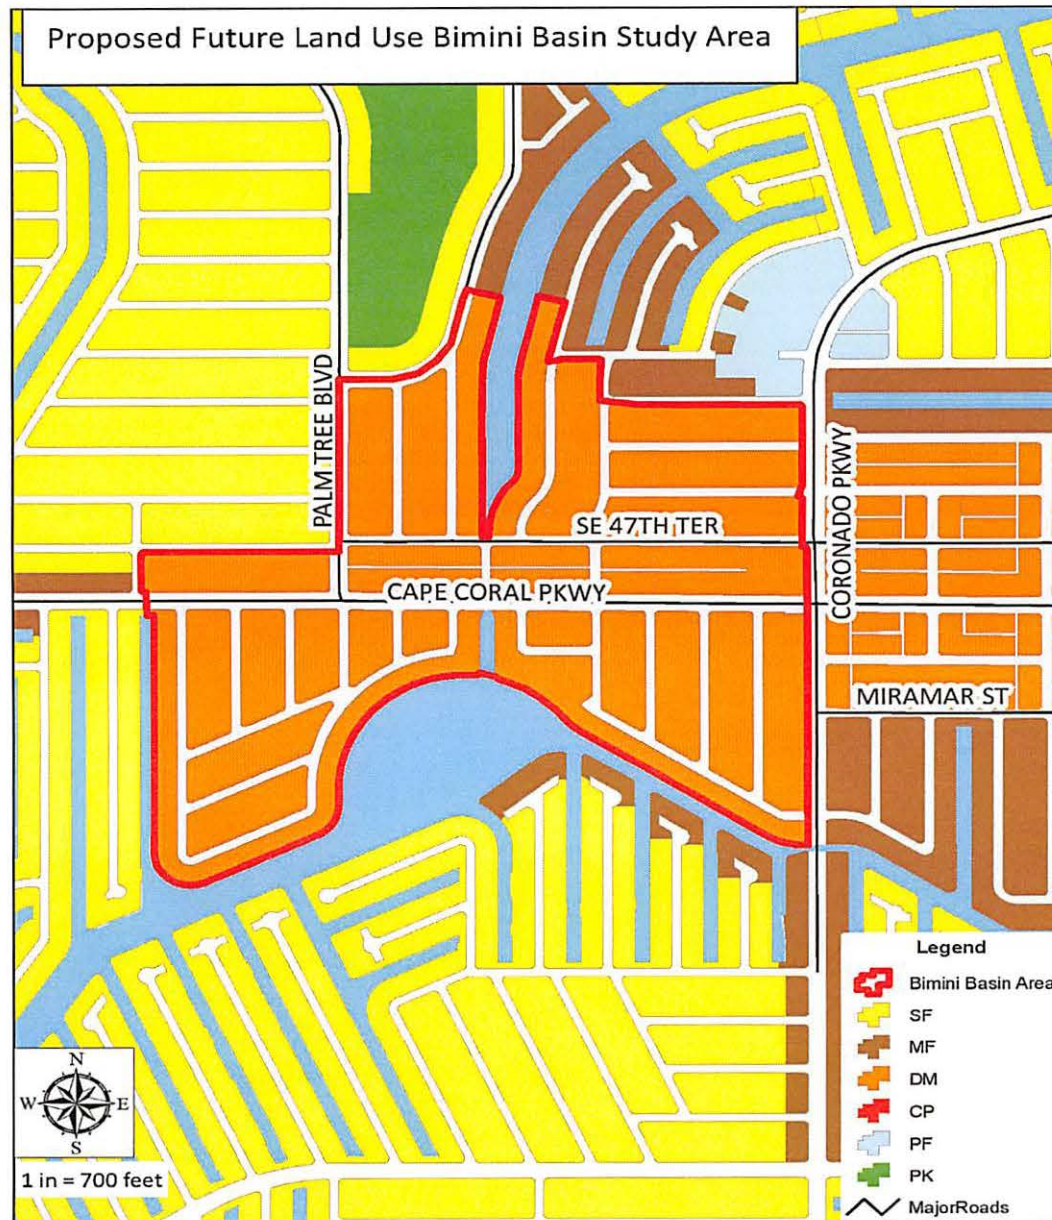 Proposed Future Land Use Bimini Basin Study Area
PALM TREE BLVD
CORONADO PKWY
SE 47TH TER
CAPE CORAL PKWY
MIRAMAR ST
Legend
Bimini Basin Area
SF
MF
DM
CP
PF
PK
MajorRoads
N
W
E
S
1 in = 700 feet